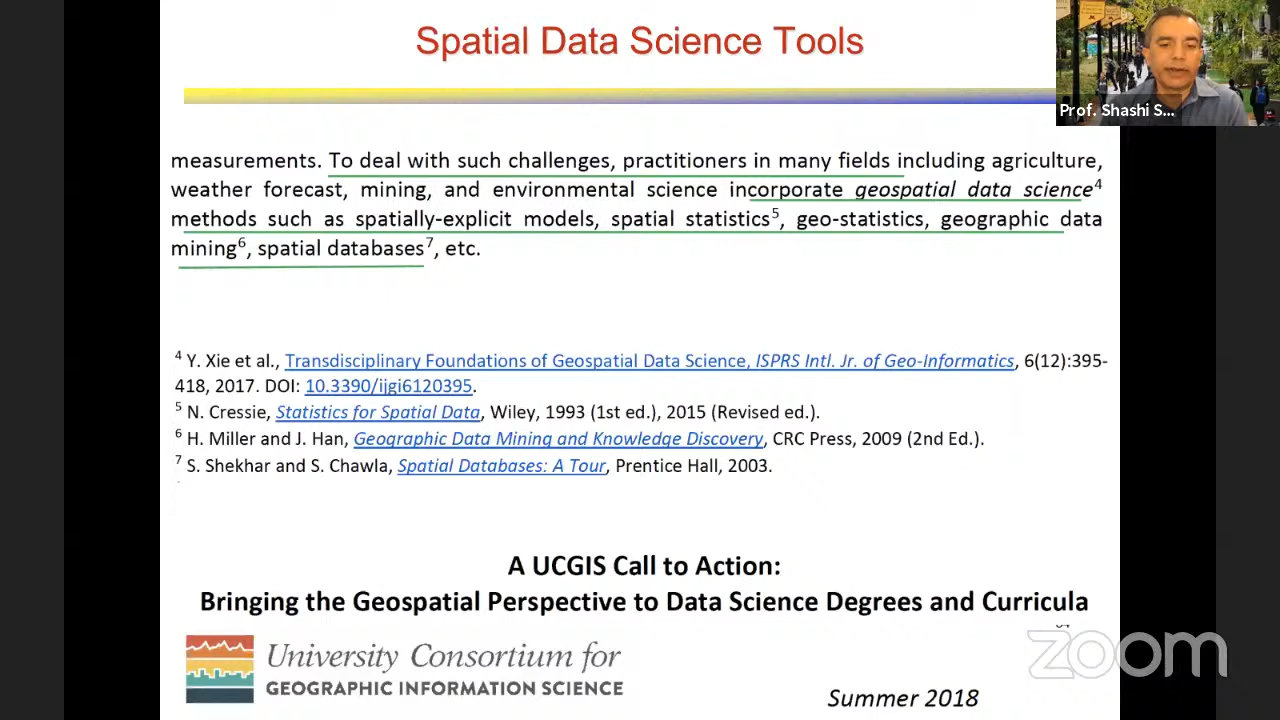 Spatial Data Science Tools
Prof. Shashi S...
measurements. To deal with such challenges, practitioners in many fields including agriculture,
weather forecast, mining, and environmental science incorporate geospatial data science4
methods such as spatially-explicit models, spatial statistics5, geo-statistics, geographic data
mining6, spatial databases7, etc.
4 Y. Xie et al., Transdisciplinary Foundations of Geospatial Data Science, ISPRS Intl. Jr. of Geo-Informatics, 6(12):395-
418, 2017. DOI: 10.3390/ijgi6120395.
5 N. Cressie, Statistics for Spatial Data, Wiley, 1993 (1st ed.), 2015 (Revised ed.).
6 H. Miller and J. Han, Geographic Data Mining and Knowledge Discovery, CRC Press, 2009 (2nd Ed.).
7 S. Shekhar and S. Chawla, Spatial Databases: A Tour, Prentice Hall, 2003.
A UCGIS Call to Action:
Bringing the Geospatial Perspective to Data Science Degrees and Curricula
University Consortium for
GEOGRAPHIC INFORMATION SCIENCE
Summer 2018
zoom